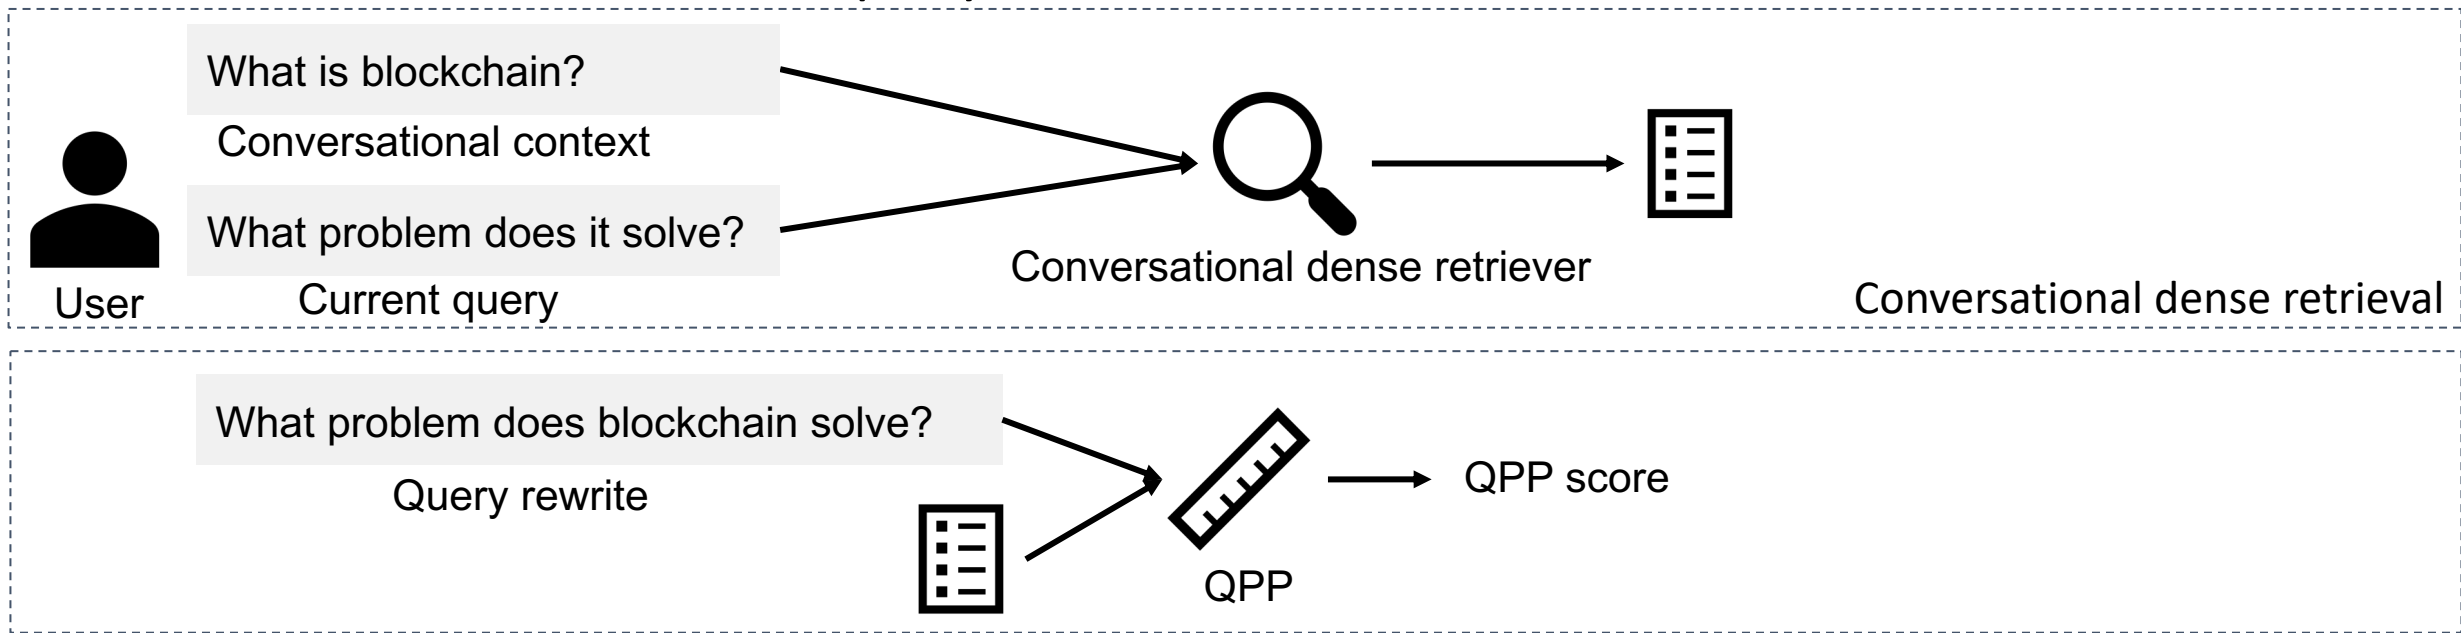 What is blockchain?
Conversational context
What problem does it solve?
User
Current query
Conversational dense retriever
Conversational dense retrieval
What problem does blockchain solve?
Query rewrite
QPP
QPP score